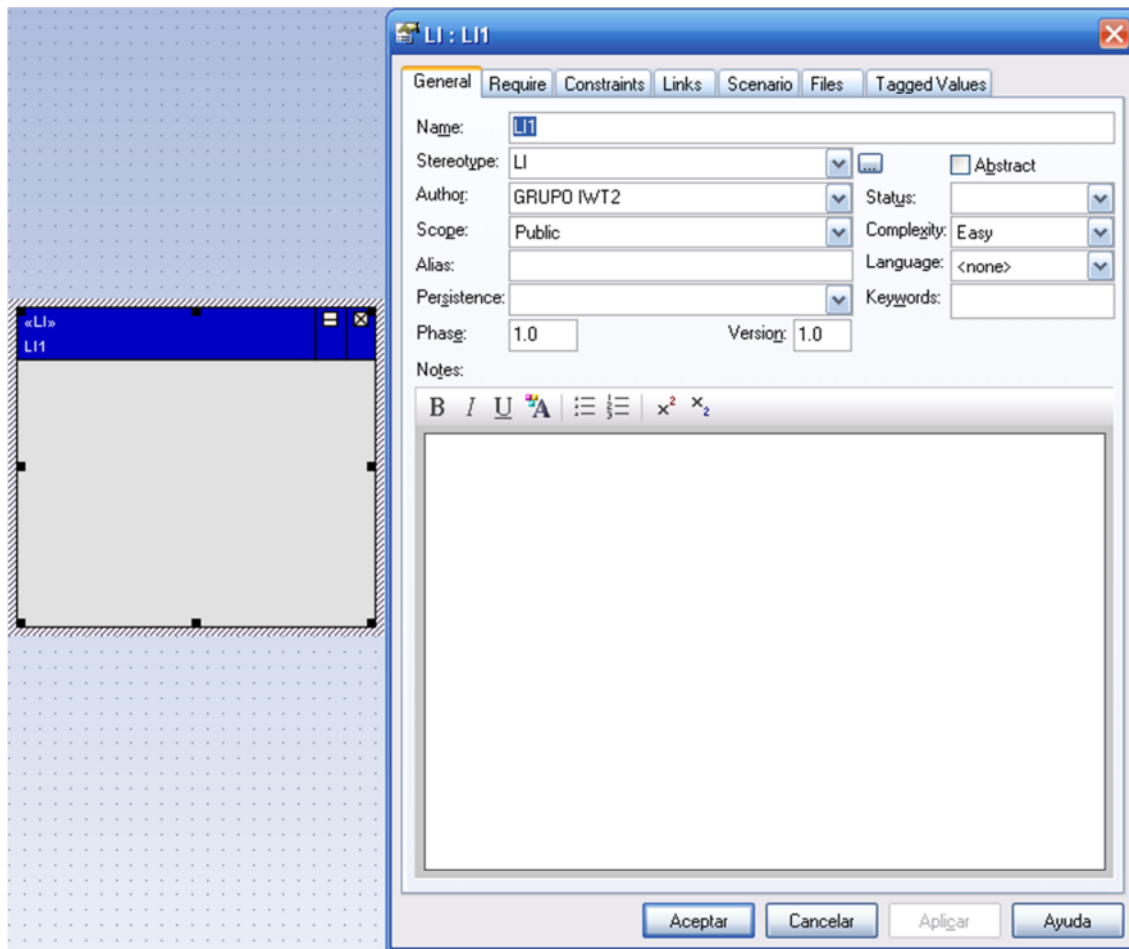 «LI»
LI1
LI : LI1
General Require Constraints Links Scenario Files Tagged Values
Name: LI1
Stereotype: LI ... Abstract
Author: GRUPO IWT2 Status:
Scope: Public Complexity: Easy
Alias: Language: <none>
Persistence: Keywords:
Phase: 1.0 Version: 1.0
Notes:
B I U A x² x₂
Aceptar Cancelar Aplicar Ayuda